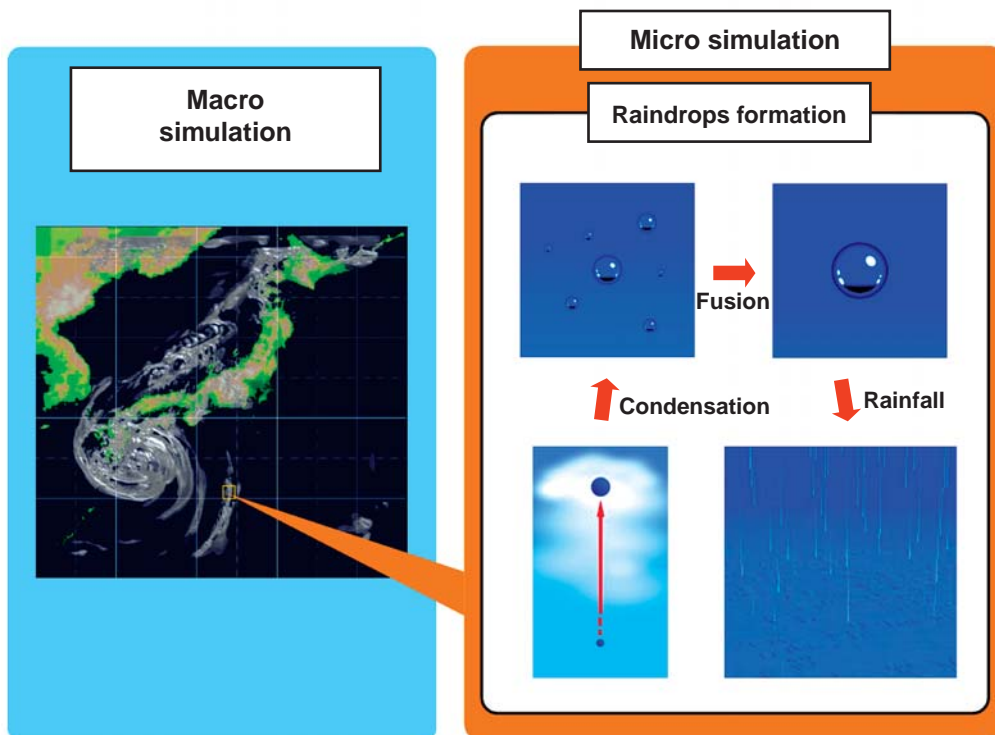 Macro
simulation
Micro simulation
Raindrops formation
Fusion
Condensation
Rainfall